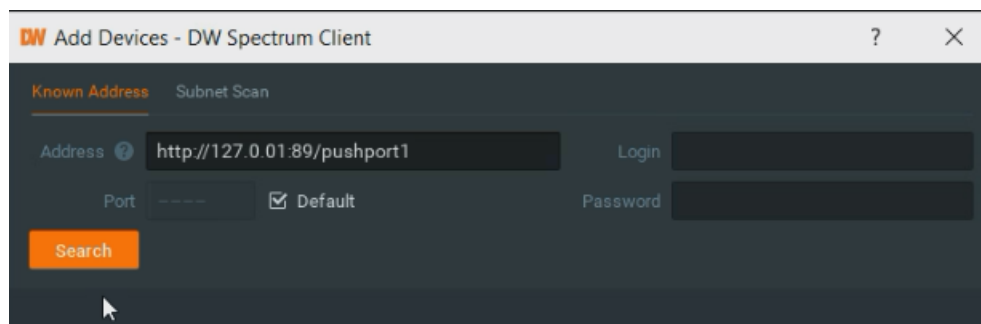 DW Add Devices - DW Spectrum Client ?
Known Address Subnet Scan
Address ? http://127.0.01:89/pushport1 Login
Port ---- Default Password
Search